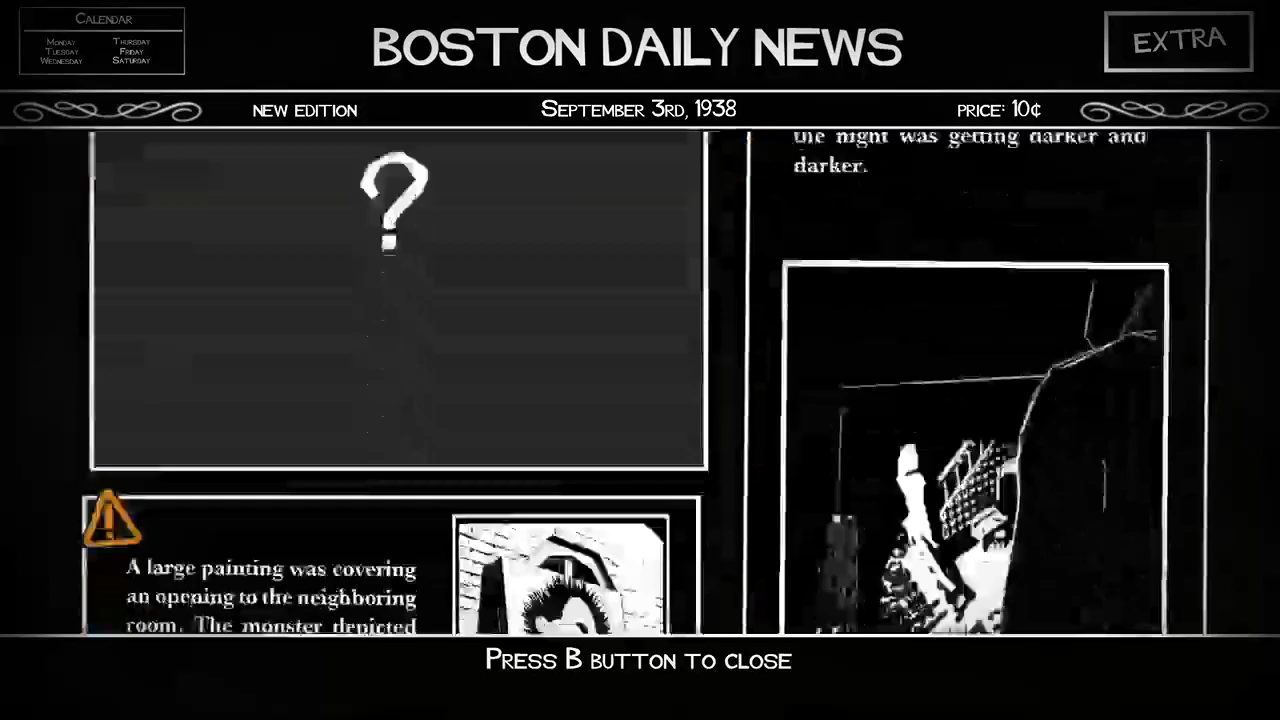 CALENDAR
MONDAY THURSDAY
TUESDAY FRIDAY
WEDNESDAY SATURDAY
BOSTON DAILY NEWS
EXTRA
NEW EDITION SEPTEMBER 3RD, 1938 PRICE: 10¢
?
A large painting was covering
an opening to the neighboring
room. The monster depicted
the night was getting darker and
darker.
PRESS B BUTTON TO CLOSE